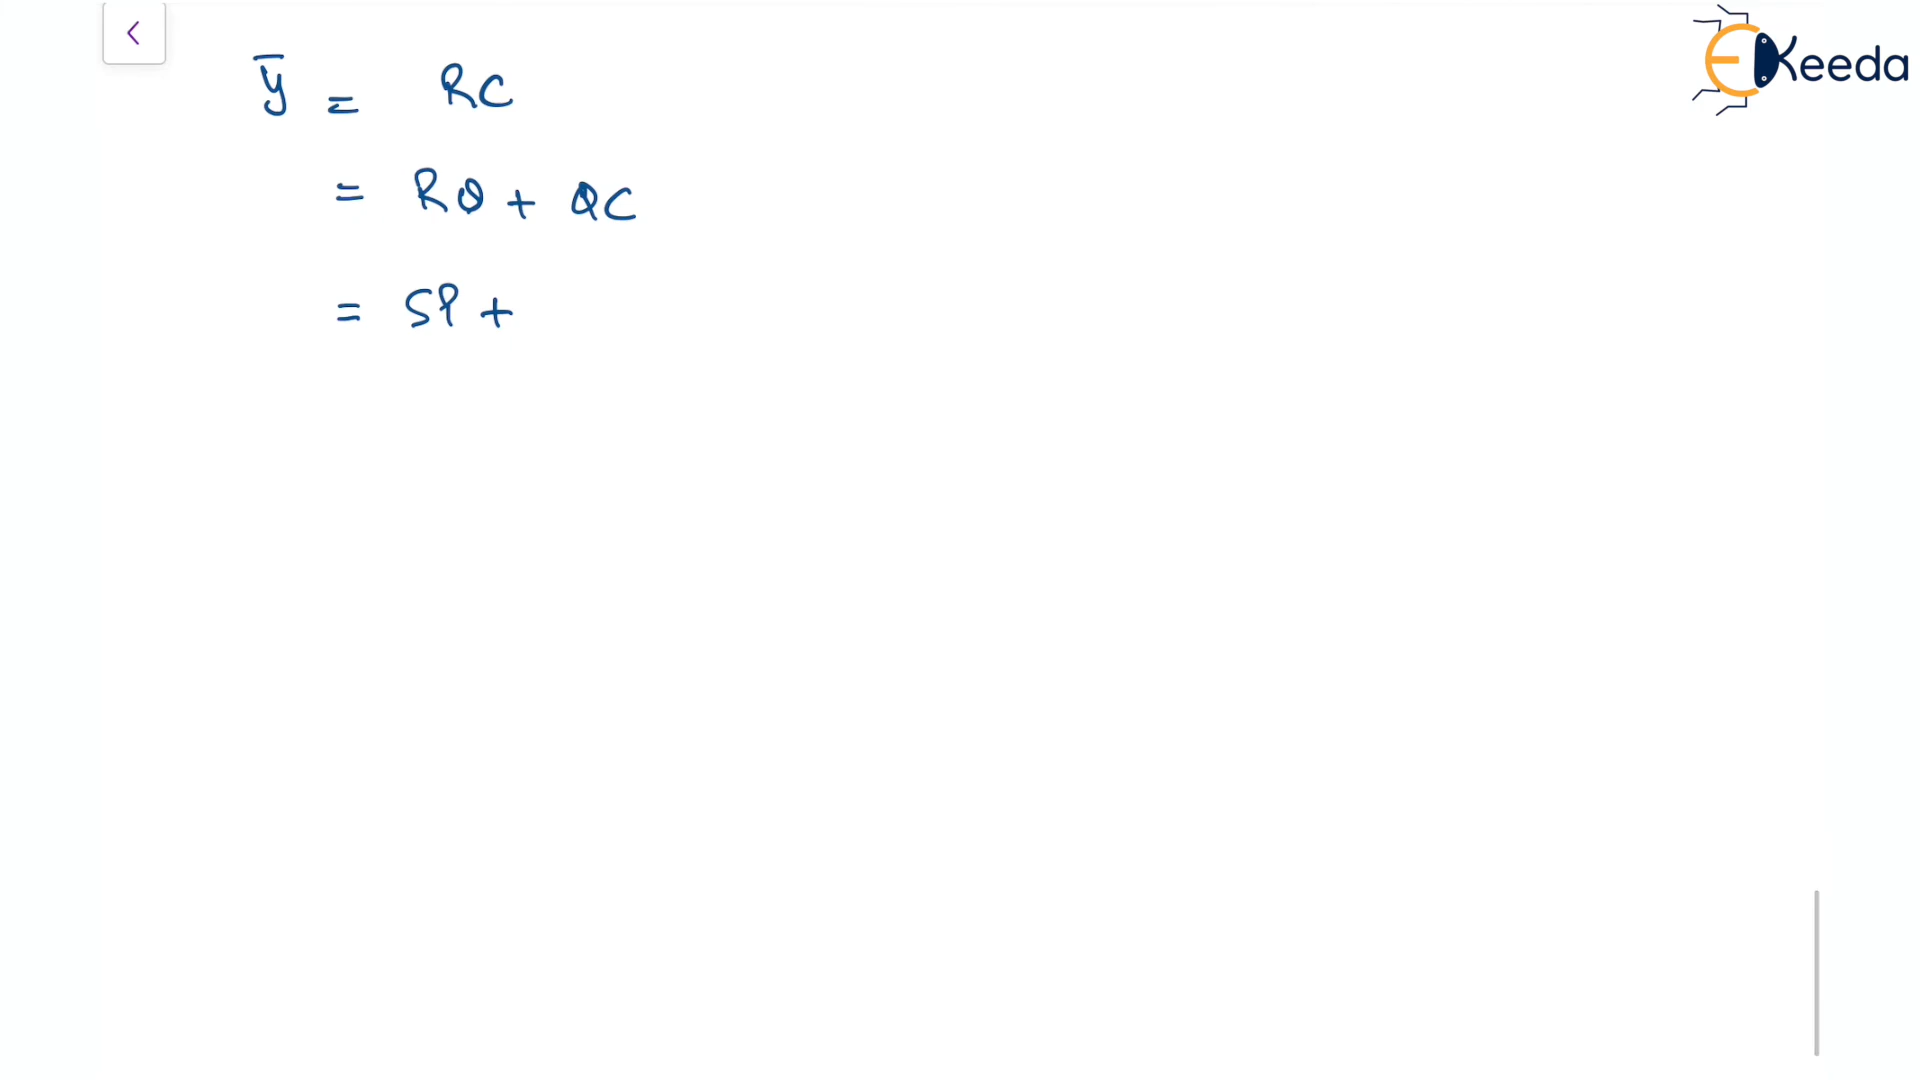 ȳ = RC
= RQ + QC
= SP +
EKeeda